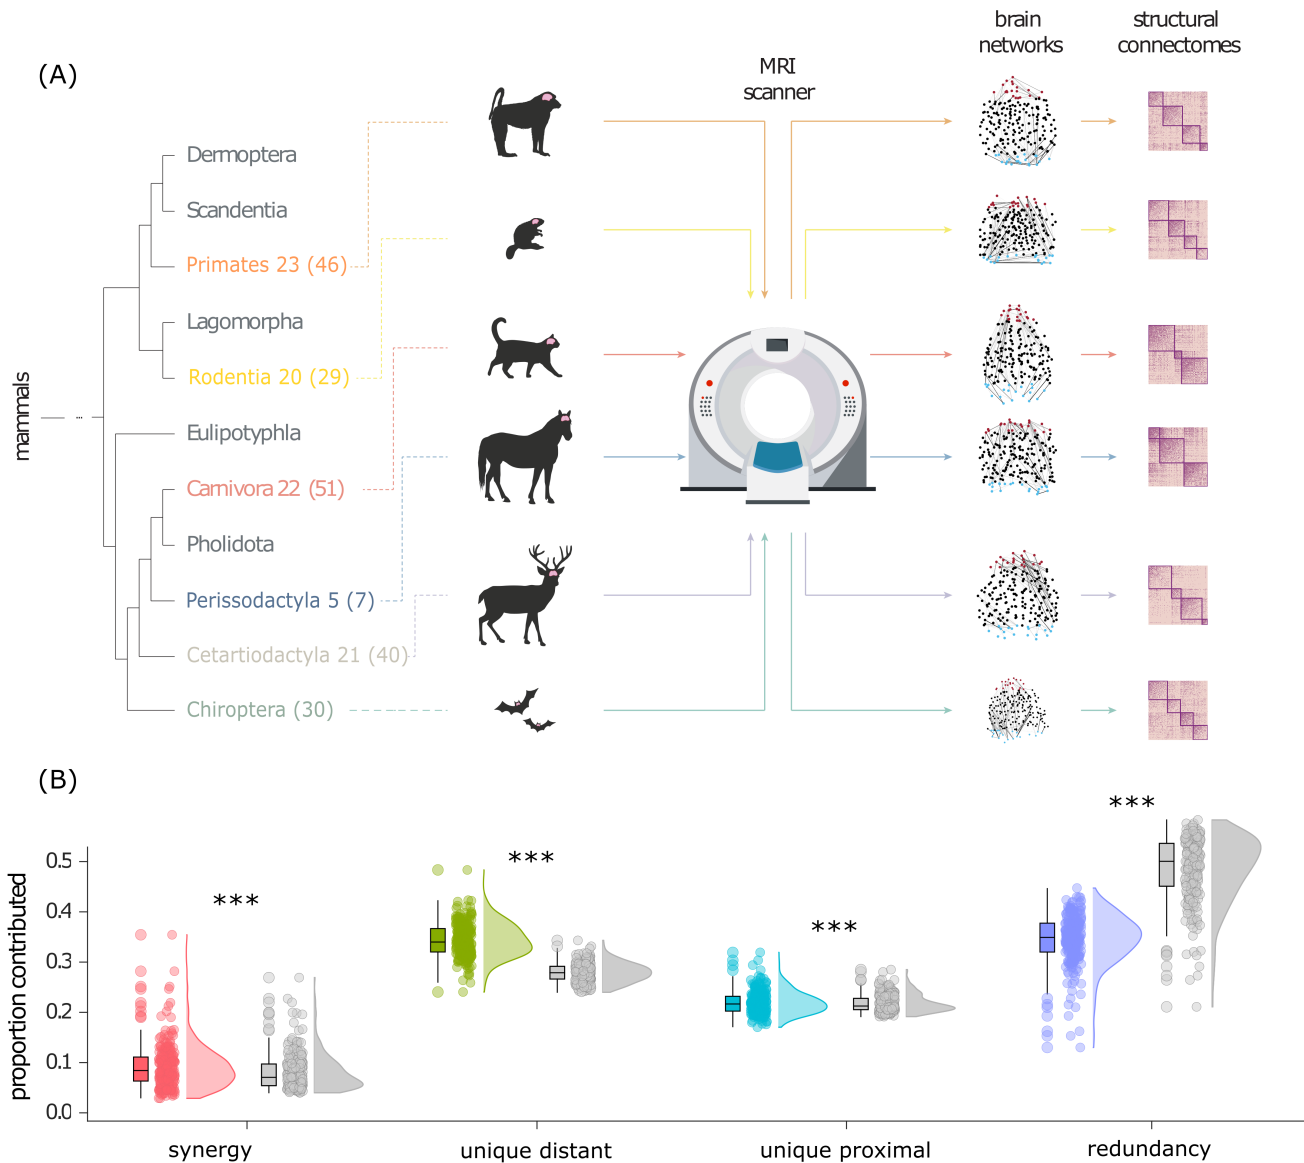 (A)
brain
networks
structural
connectomes
MRI
scanner
mammals
...
Dermoptera
Scandentia
Primates 23 (46)
Lagomorpha
Rodentia 20 (29)
Eulipotyphla
Carnivora 22 (51)
Pholidota
Perissodactyla 5 (7)
Cetartiodactyla 21 (40)
Chiroptera (30)
(B)
proportion contributed
0.5
0.4
0.3
0.2
0.1
0.0
***
***
***
***
synergy
unique distant
unique proximal
redundancy